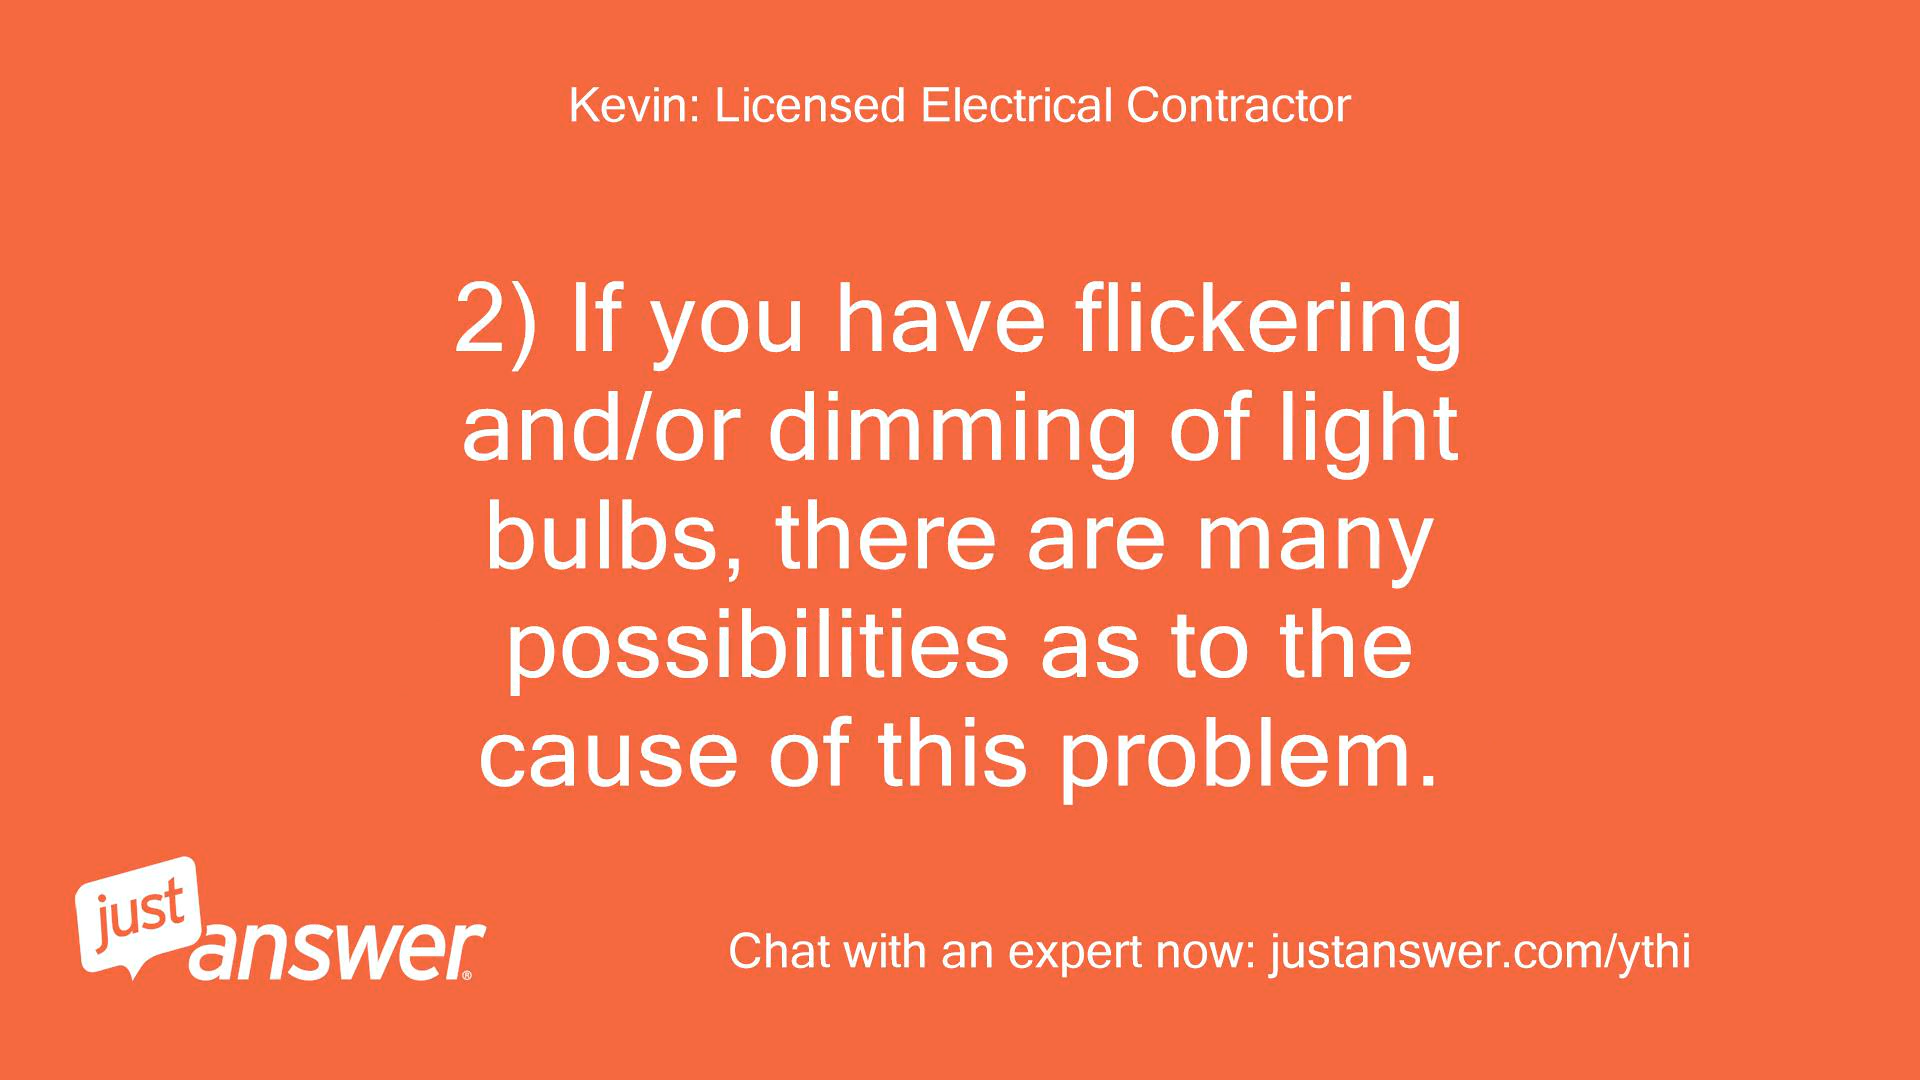 Kevin: Licensed Electrical Contractor
2) If you have flickering
and/or dimming of light
bulbs, there are many
possibilities as to the
cause of this problem.
just
answer®
Chat with an expert now: justanswer.com/ythi